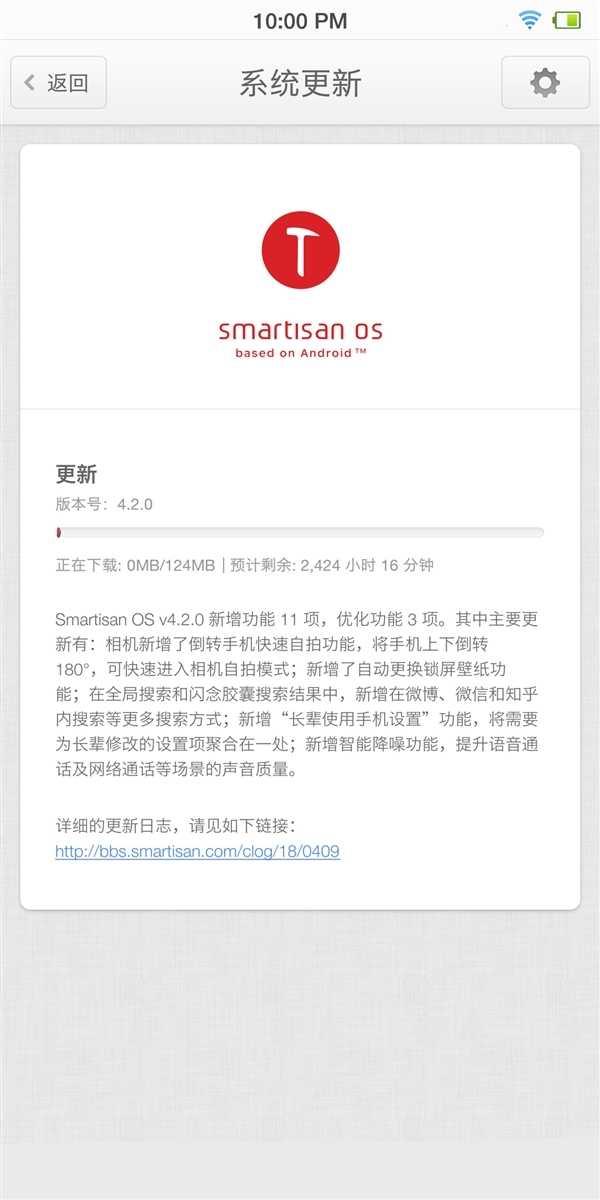 10:00 PM
返回
系统更新
smartisan os
based on Android™
更新
版本号：4.2.0
正在下载: 0MB/124MB | 预计剩余: 2,424 小时 16 分钟
Smartisan OS v4.2.0 新增功能 11 项，优化功能 3 项。其中主要更
新有：相机新增了倒转手机快速自拍功能，将手机上下倒转
180°，可快速进入相机自拍模式；新增了自动更换锁屏壁纸功
能；在全局搜索和闪念胶囊搜索结果中，新增在微博、微信和知乎
内搜索等更多搜索方式；新增“长辈使用手机设置”功能，将需要
为长辈修改的设置项聚合在一处；新增智能降噪功能，提升语音通
话及网络通话等场景的声音质量。
详细的更新日志，请见如下链接：
http://bbs.smartisan.com/clog/18/0409